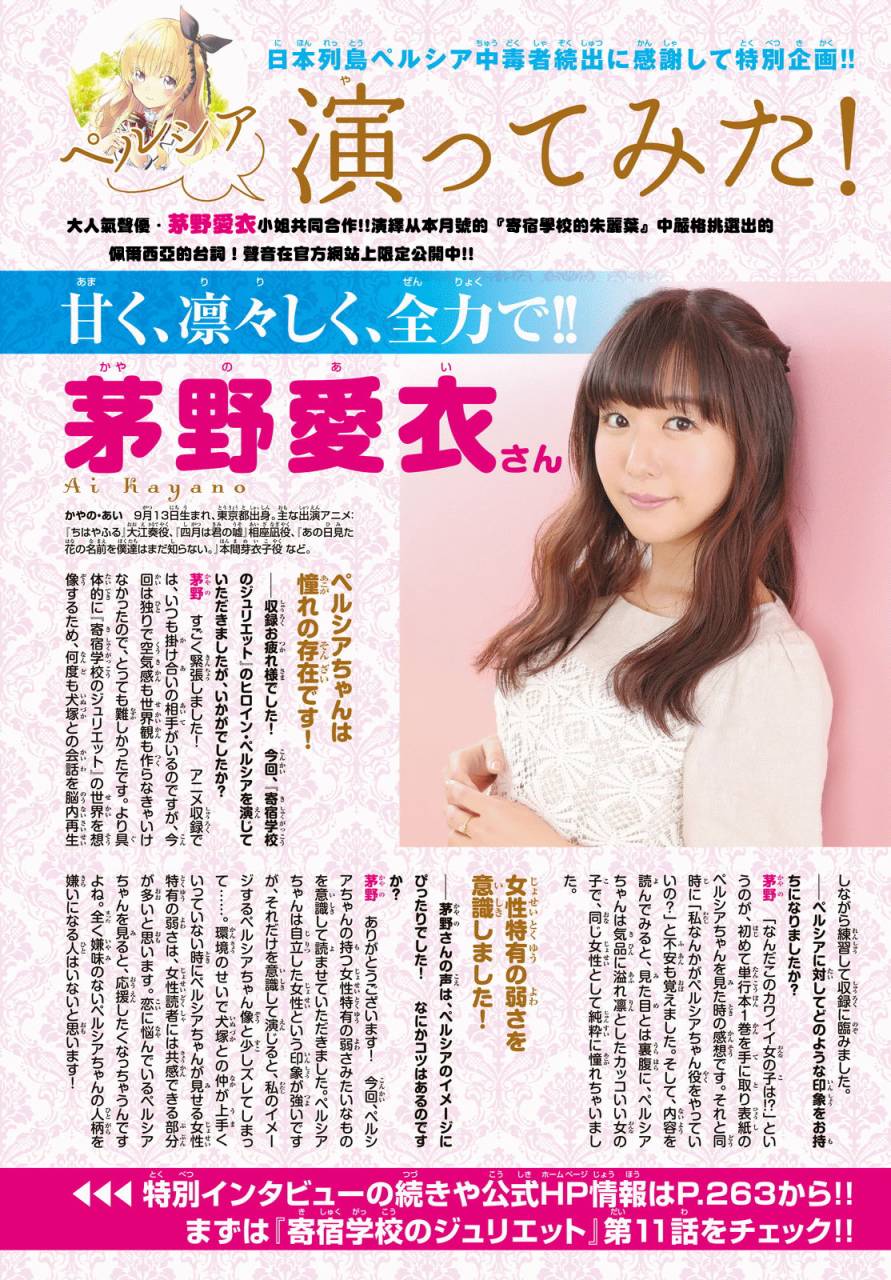 日本列島ペルシア中毒者続出に感謝して特別企画!!
ペルシア
演ってみた!
大人氣聲優・茅野愛衣小姐共同合作!!演繹从本月號的『寄宿學校的朱麗葉』中嚴格挑選出的
佩爾西亞的台詞!聲音在官方網站上限定公開中!!
甘く、凛々しく、全力で!!
茅野愛衣さん
Ai Kayano
かやの・あい 9月13日生まれ、東京都出身。主な出演アニメ:
『ちはやふる』大江奏役、『四月は君の嘘』相座凪役、『あの日見た
花の名前を僕達はまだ知らない。』本間芽衣子役 など。
ペルシアちゃんは
憧れの存在です!
――収録お疲れ様でした! 今回、『寄宿学校
のジュリエット』のヒロイン・ペルシアを演じて
いただきましたが、いかがでしたか?
茅野 すごく緊張しました! アニメ収録で
は、いつも掛け合いの相手がいるのですが、今
回は独りで空気感も世界観も作らなきゃいけ
なかったので、とっても難しかったです。より具
体的に『寄宿学校のジュリエット』の世界を想
像するため、何度も犬塚との会話を脳内再生
しながら練習して収録に臨みました。
――ペルシアに対してどのような印象をお持
ちになりましたか?
茅野 「なんだこのカワイイ女の子は!?」とい
うのが、初めて単行本1巻を手に取り表紙の
ペルシアちゃんを見た時の感想です。それと同
時に「私なんかがペルシアちゃん役をやってい
いの?」と不安も覚えました。そして、内容を
読んでみると、見た目とは裏腹に、ペルシア
ちゃんは気品に溢れ凛としたカッコいい女の
子で、同じ女性として純粋に憧れちゃいまし
た。
女性特有の弱さを
意識しました!
――茅野さんの声は、ペルシアのイメージに
ぴったりでした! なにかコツはあるのです
か?
茅野 ありがとうございます! 今回、ペルシ
アちゃんの持つ女性特有の弱さみたいなもの
を意識して読ませていただきました。ペルシア
ちゃんは自立した女性という印象が強いです
が、それだけを意識して演じると、私のイメー
ジするペルシアちゃん像と少しズレてしまっ
て……。環境のせいで犬塚との仲が上手く
いっていない時にペルシアちゃんが見せる女性
特有の弱さは、女性読者には共感できる部分
が多いと思います。恋に悩んでいるペルシア
ちゃんを見ると、応援したくなっちゃうんです
よね。全く嫌味のないペルシアちゃんの人柄を
嫌いになる人はいないと思います!
◀◀◀ 特別インタビューの続きや公式HP情報はP.263から!!
まずは『寄宿学校のジュリエット』第11話をチェック!!